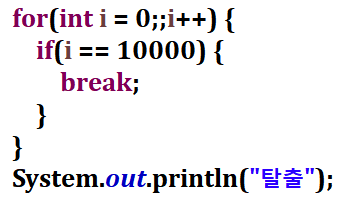 for(int i = 0;;i++) {
    if(i == 10000) {
        break;
    }
}
System.out.println("탈출");